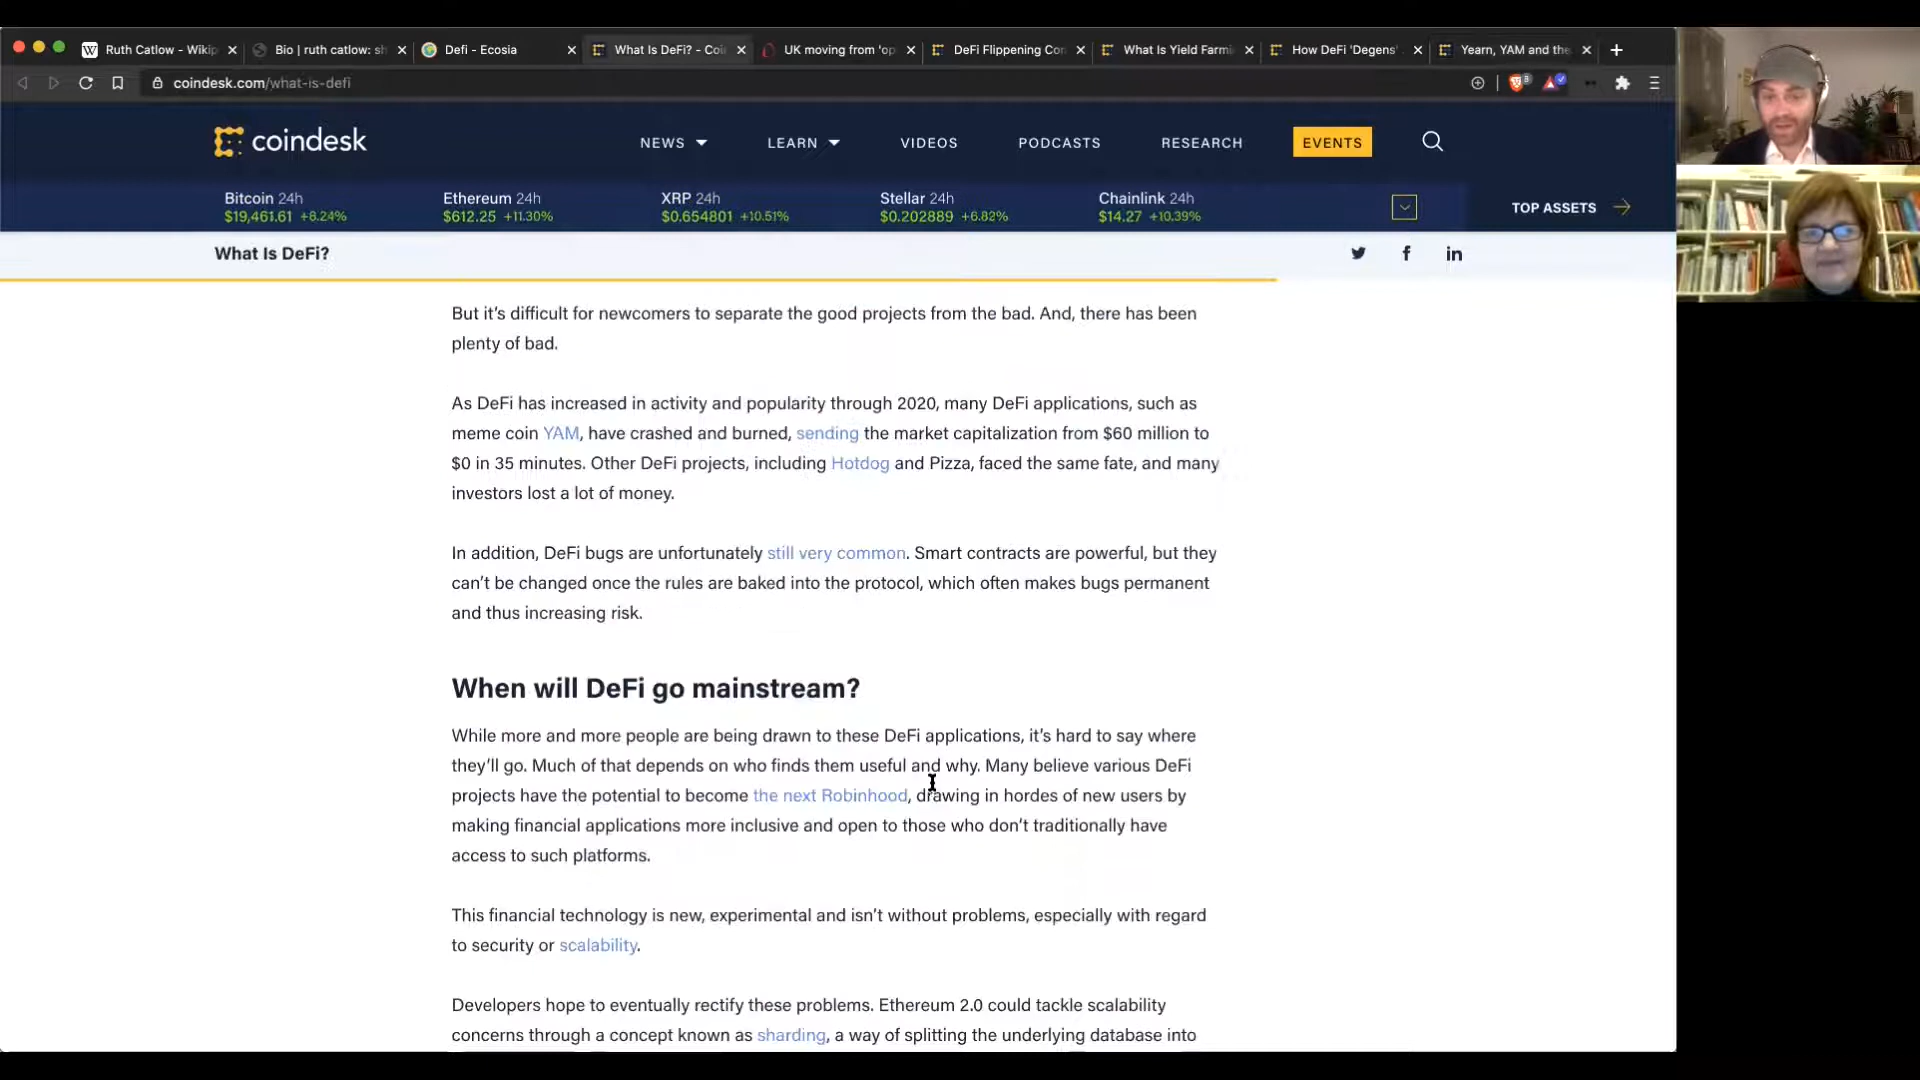 Ruth Catlow - Wikip
Bio | ruth catlow: sh
Defi - Ecosia
What Is DeFi? - Coi
UK moving from 'op
DeFi Flippening Cor
What Is Yield Farmi
How DeFi 'Degens'
Yearn, YAM and the
coindesk.com/what-is-defi
coindesk
NEWS
LEARN
VIDEOS
PODCASTS
RESEARCH
EVENTS
Bitcoin 24h
$19,461.61 +8.24%
Ethereum 24h
$612.25 +11.30%
XRP 24h
$0.654801 +10.51%
Stellar 24h
$0.202889 +6.82%
Chainlink 24h
$14.27 +10.39%
TOP ASSETS
What Is DeFi?
But it's difficult for newcomers to separate the good projects from the bad. And, there has been
plenty of bad.
As DeFi has increased in activity and popularity through 2020, many DeFi applications, such as
meme coin YAM, have crashed and burned, sending the market capitalization from $60 million to
$0 in 35 minutes. Other DeFi projects, including Hotdog and Pizza, faced the same fate, and many
investors lost a lot of money.
In addition, DeFi bugs are unfortunately still very common. Smart contracts are powerful, but they
can't be changed once the rules are baked into the protocol, which often makes bugs permanent
and thus increasing risk.
When will DeFi go mainstream?
While more and more people are being drawn to these DeFi applications, it's hard to say where
they'll go. Much of that depends on who finds them useful and why. Many believe various DeFi
projects have the potential to become the next Robinhood, drawing in hordes of new users by
making financial applications more inclusive and open to those who don't traditionally have
access to such platforms.
This financial technology is new, experimental and isn't without problems, especially with regard
to security or scalability.
Developers hope to eventually rectify these problems. Ethereum 2.0 could tackle scalability
concerns through a concept known as sharding, a way of splitting the underlying database into